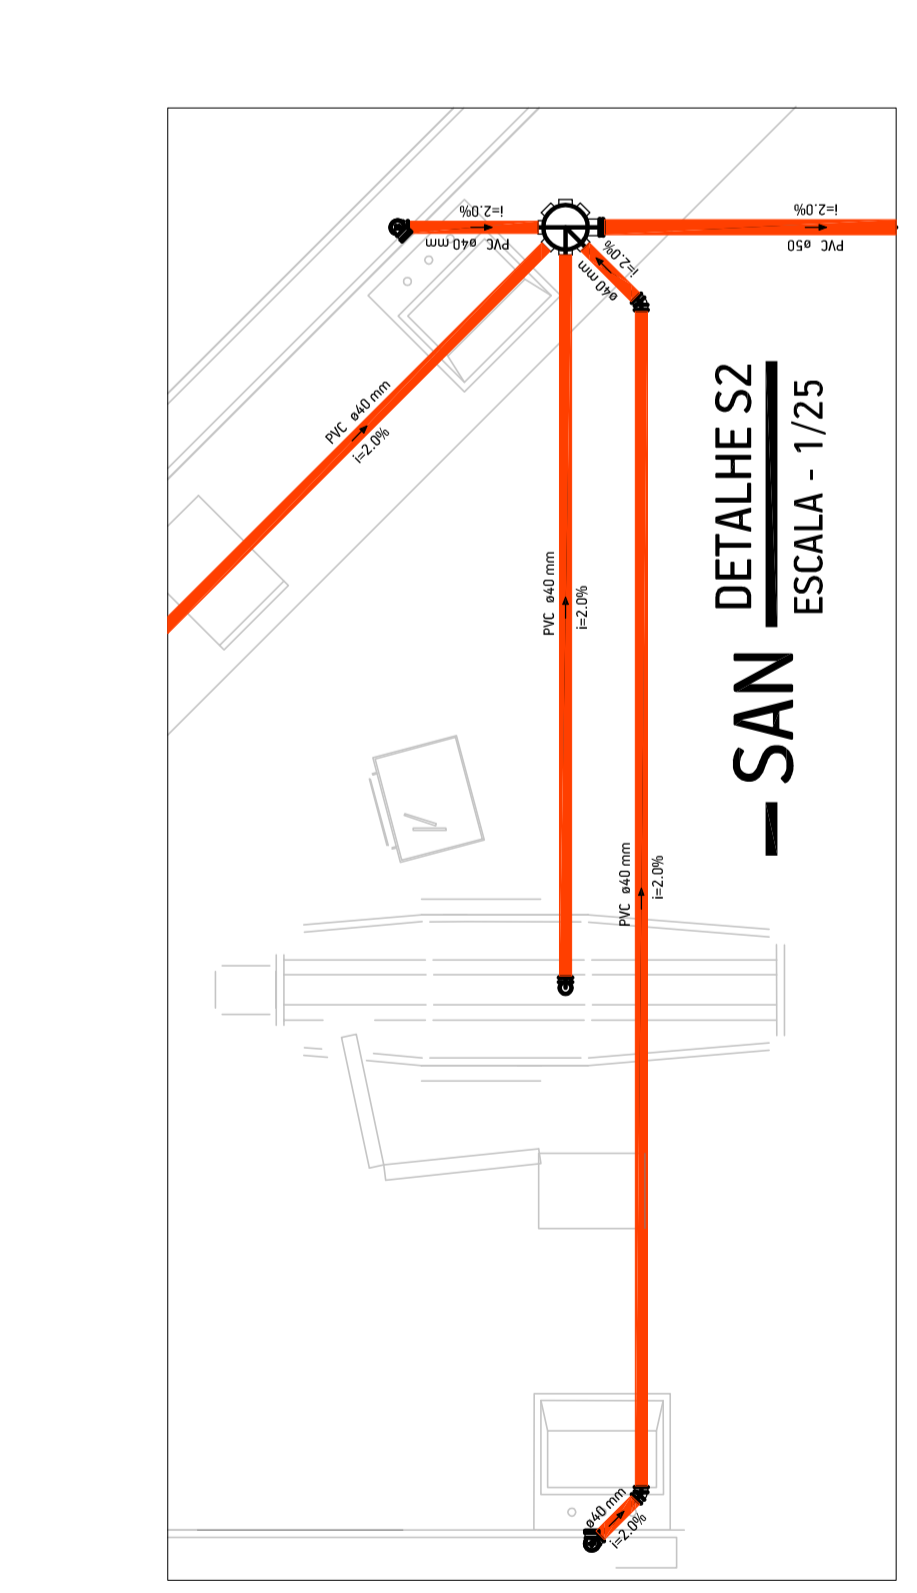 i=2.0%
PVC ø40 mm
i=2.0%
PVC ø50
i=2.0%
ø40 mm
PVC ø40 mm
i=2.0%
PVC ø40 mm
i=2.0%
PVC ø40 mm
i=2.0%
SAN
DETALHE S2
ESCALA - 1/25
ø40 mm
i=2.0%